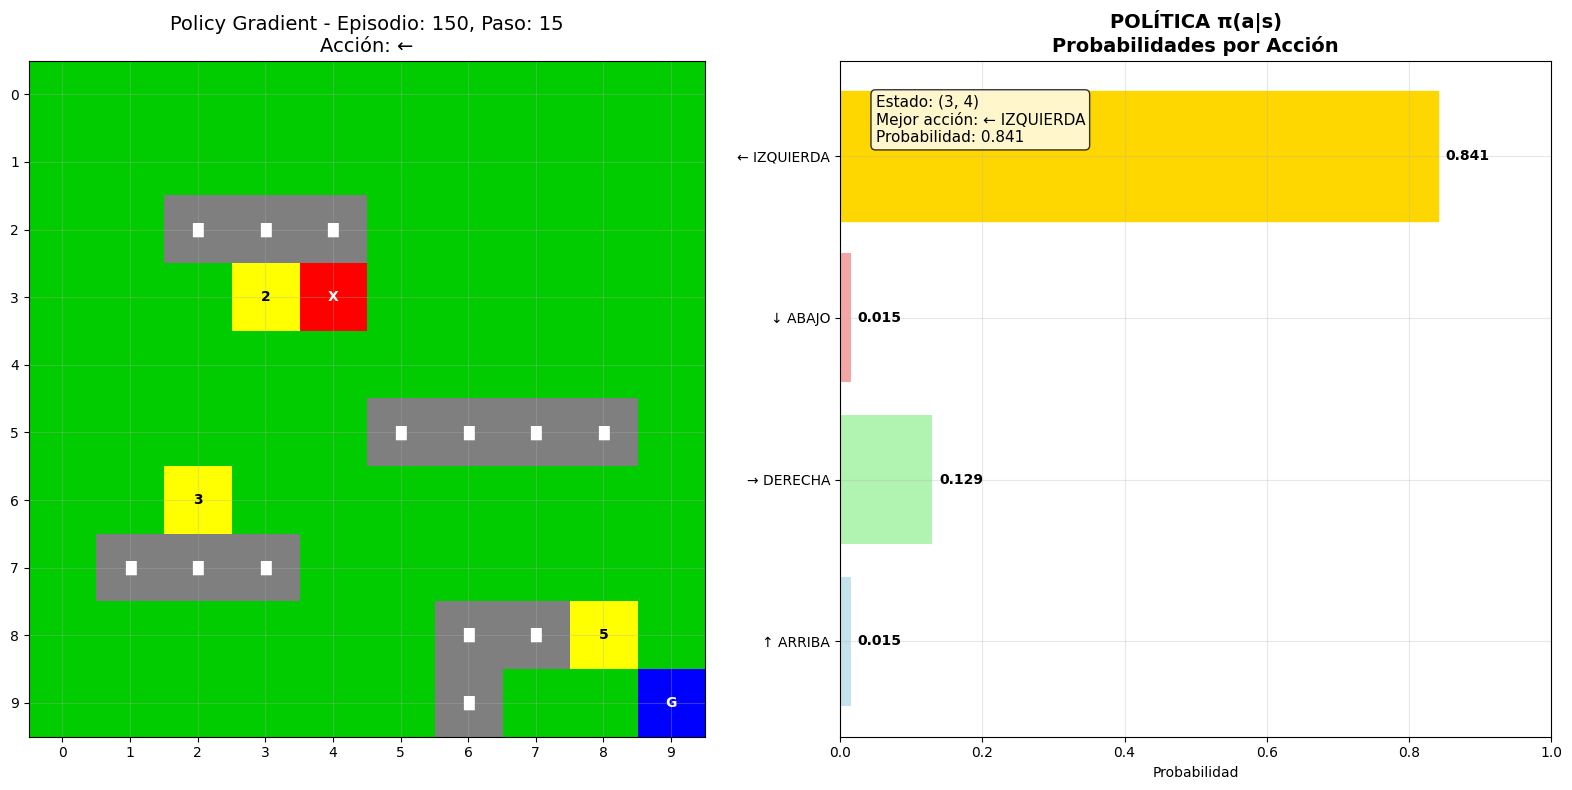 Policy Gradient - Episodio: 150, Paso: 15
Acción: ←
0
1
2
3
4
5
6
7
8
9
2
X
3
5
G
0 1 2 3 4 5 6 7 8 9
POLÍTICA π(a|s)
Probabilidades por Acción
Estado: (3, 4)
Mejor acción: ← IZQUIERDA
Probabilidad: 0.841
← IZQUIERDA 0.841
↓ ABAJO 0.015
→ DERECHA 0.129
↑ ARRIBA 0.015
0.0 0.2 0.4 0.6 0.8 1.0
Probabilidad